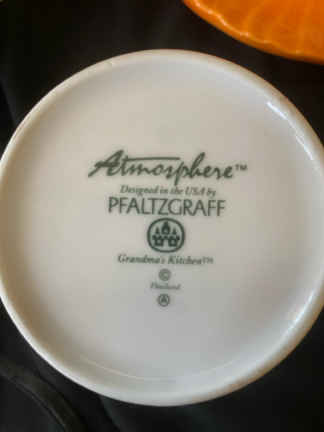 Atmosphere™
Designed in the USA by
PFALTZGRAFF
Grandma's Kitchen™
©
Thailand
Ⓐ